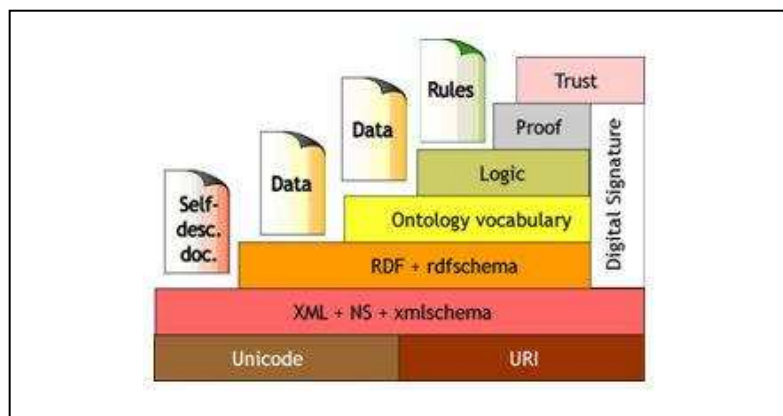 Rules
Trust
Data
Proof
Data
Logic
Self-
desc.
doc.
Ontology vocabulary
Digital Signature
RDF + rdfschema
XML + NS + xmlschema
Unicode
URI